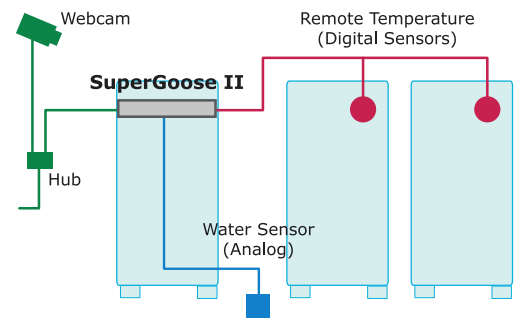 Webcam
Remote Temperature
(Digital Sensors)
SuperGoose II
Hub
Water Sensor
(Analog)